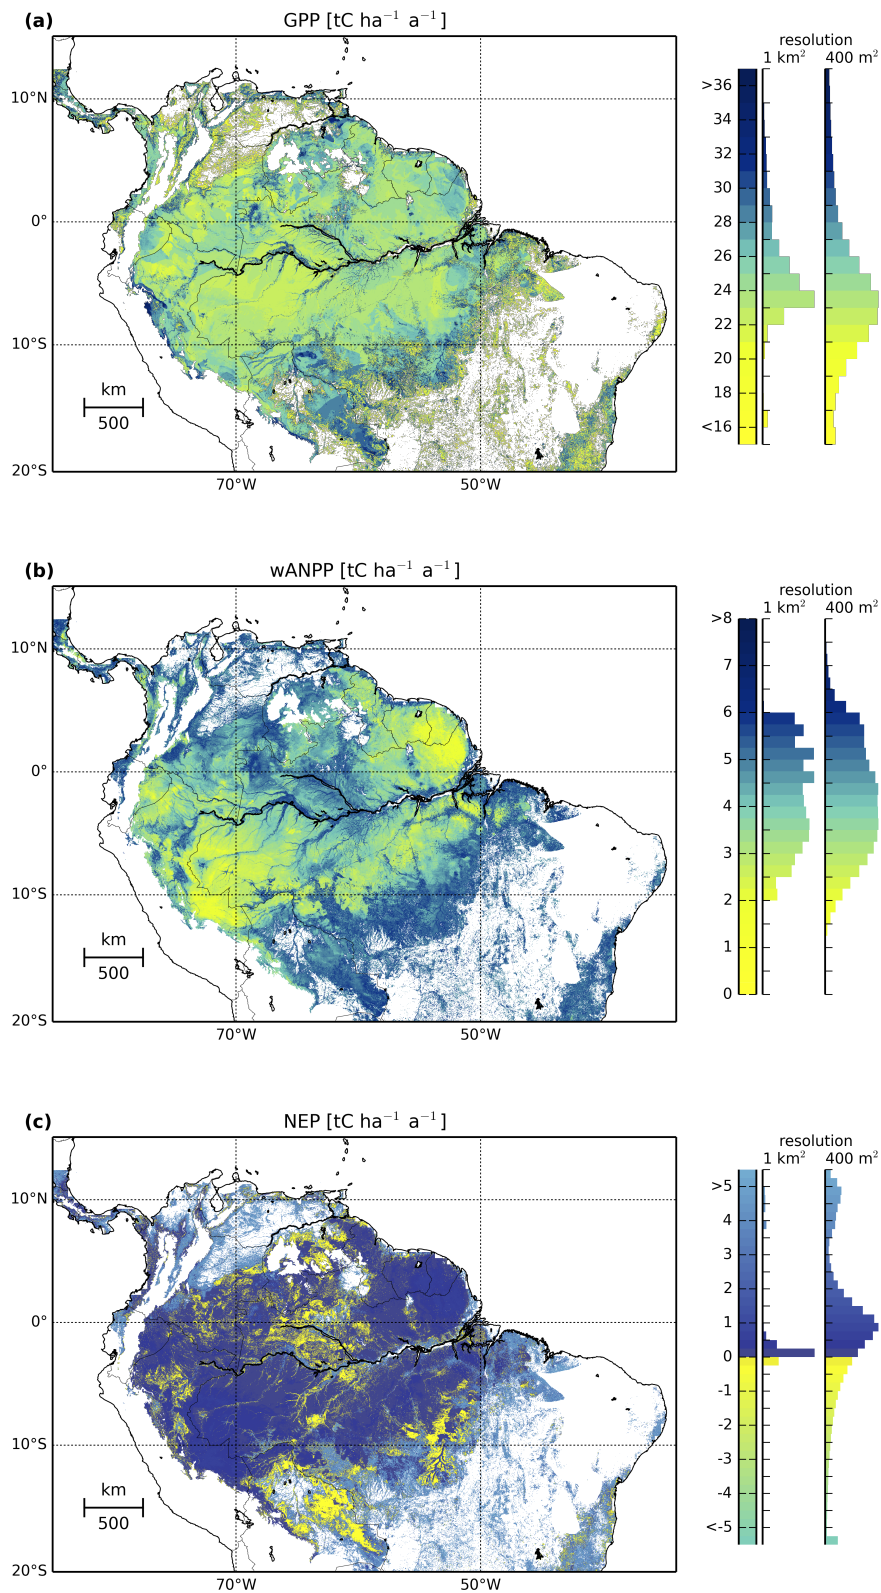 (a) GPP [tC ha⁻¹ a⁻¹]
resolution
1 km² 400 m²
>36
34
32
30
28
26
24
22
20
18
<16
10°N
0°
10°S
20°S
km
500
70°W 50°W
(b) wANPP [tC ha⁻¹ a⁻¹]
resolution
1 km² 400 m²
>8
7
6
5
4
3
2
1
0
10°N
0°
10°S
20°S
km
500
70°W 50°W
(c) NEP [tC ha⁻¹ a⁻¹]
resolution
1 km² 400 m²
>5
4
3
2
1
0
-1
-2
-3
-4
<-5
10°N
0°
10°S
20°S
km
500
70°W 50°W